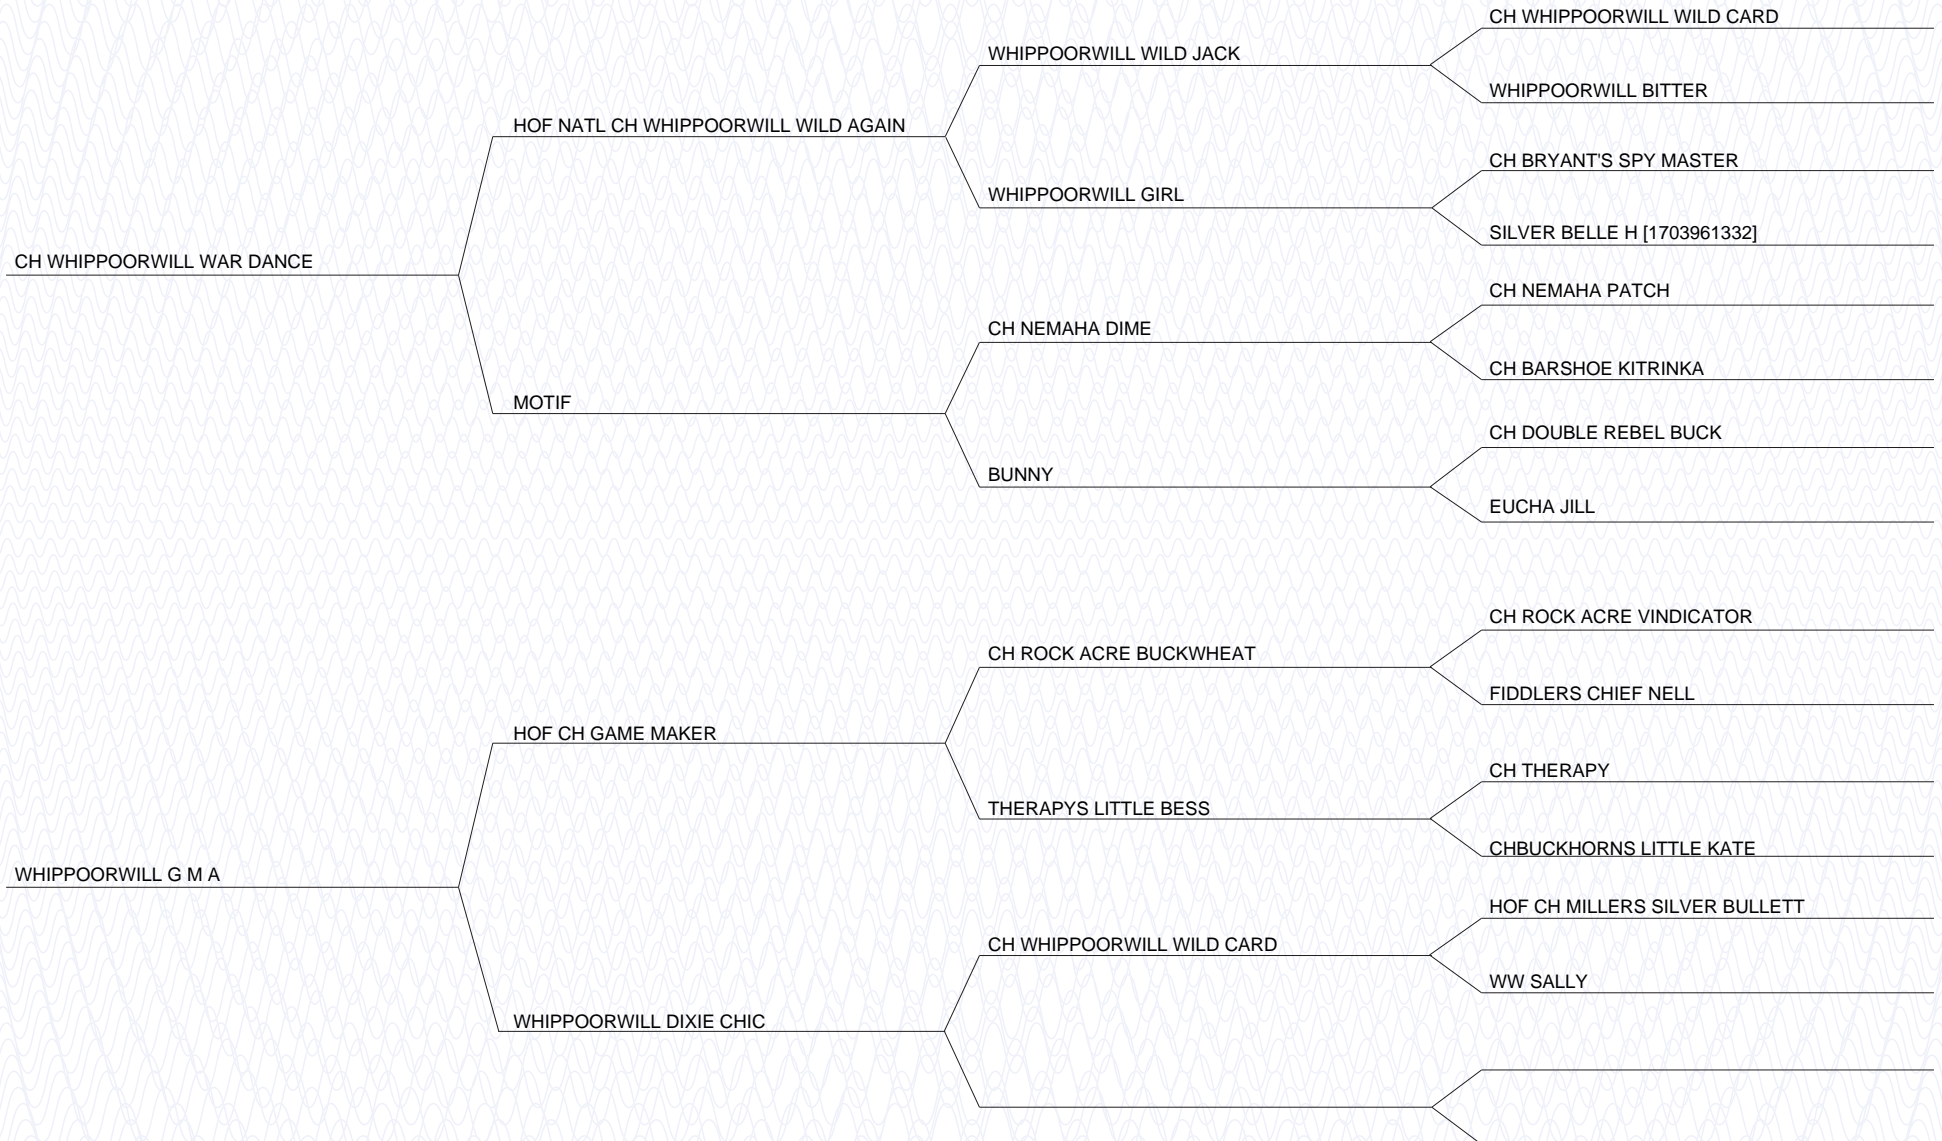 CH WHIPPOORWILL WILD CARD
WHIPPOORWILL WILD JACK
WHIPPOORWILL BITTER
HOF NATL CH WHIPPOORWILL WILD AGAIN
CH BRYANT'S SPY MASTER
WHIPPOORWILL GIRL
SILVER BELLE H [1703961332]
CH WHIPPOORWILL WAR DANCE
CH NEMAHA PATCH
CH NEMAHA DIME
CH BARSHOE KITRINKA
MOTIF
CH DOUBLE REBEL BUCK
BUNNY
EUCHA JILL
CH ROCK ACRE VINDICATOR
CH ROCK ACRE BUCKWHEAT
FIDDLERS CHIEF NELL
HOF CH GAME MAKER
CH THERAPY
THERAPYS LITTLE BESS
CHBUCKHORNS LITTLE KATE
WHIPPOORWILL G M A
HOF CH MILLERS SILVER BULLETT
CH WHIPPOORWILL WILD CARD
WW SALLY
WHIPPOORWILL DIXIE CHIC